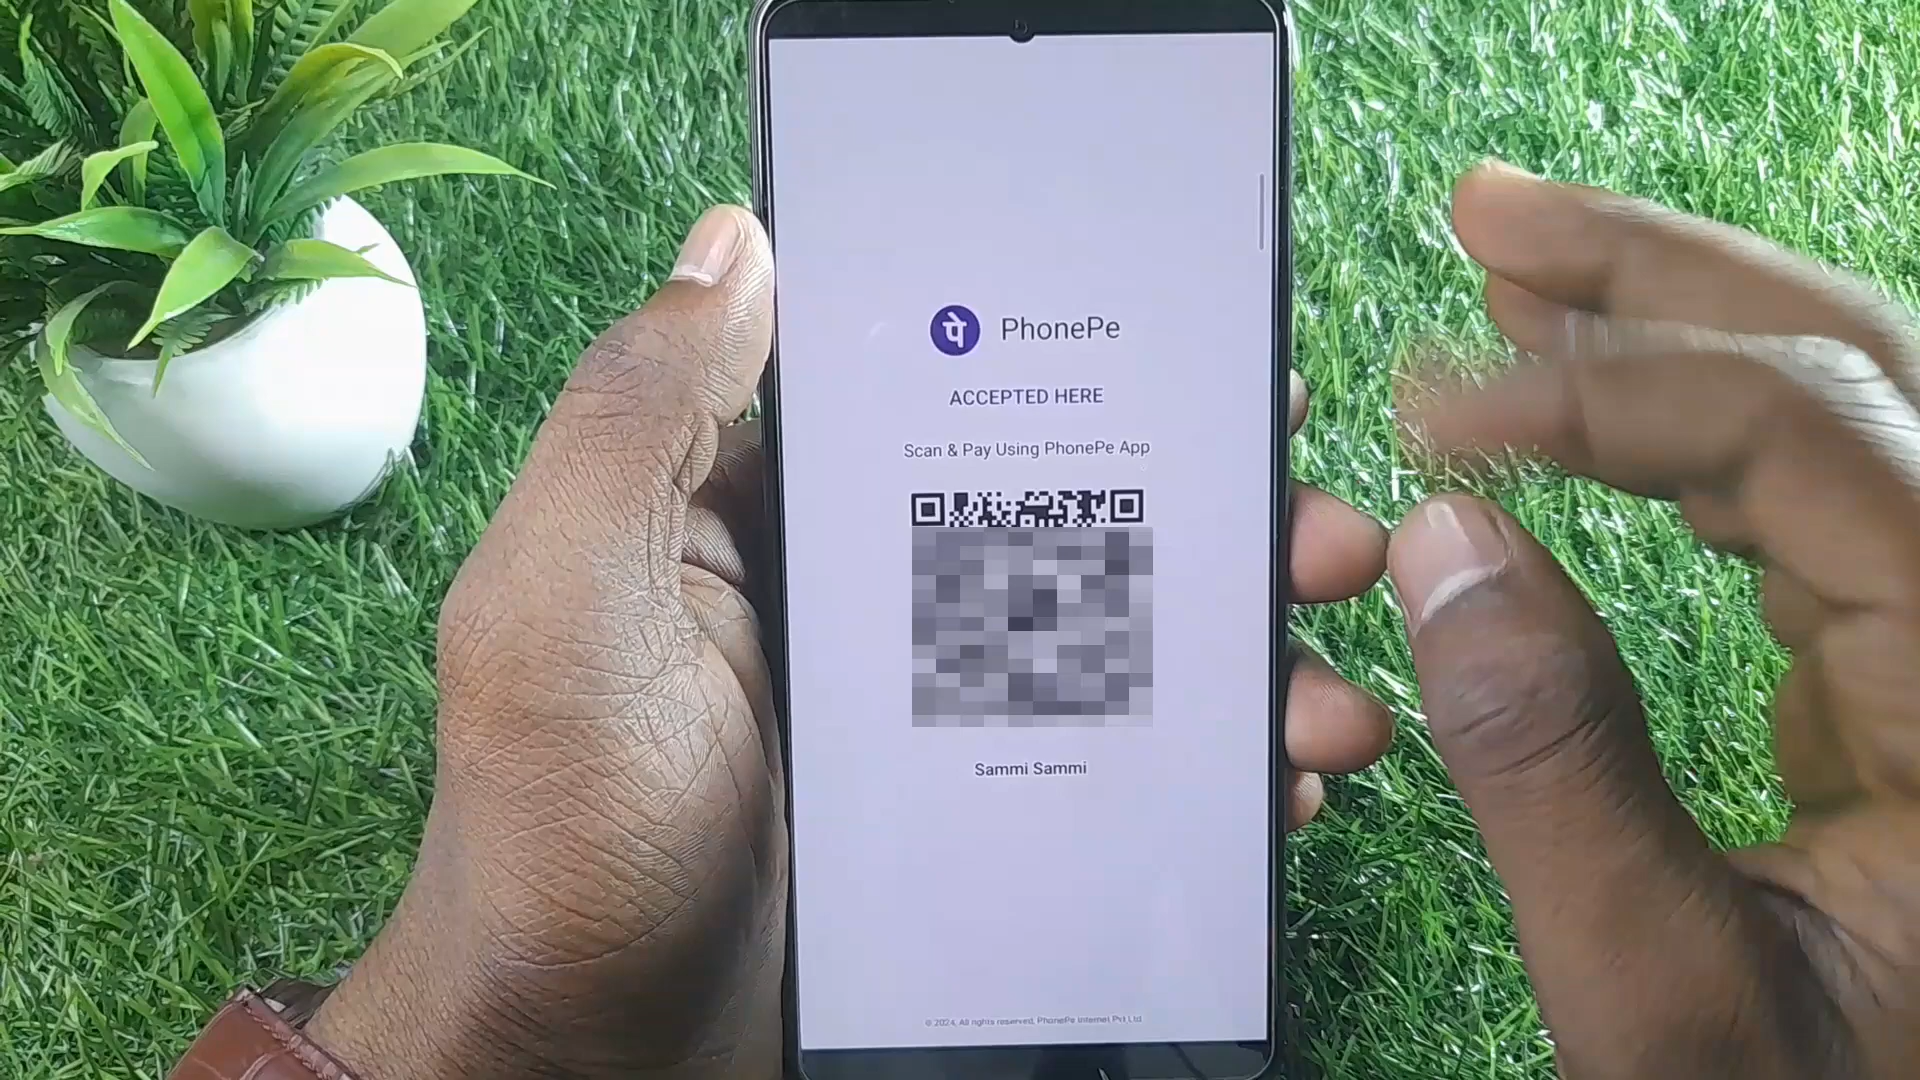 पे PhonePe
ACCEPTED HERE
Scan & Pay Using PhonePe App
Sammi Sammi
© 2024, All rights reserved, PhonePe Internet Pvt Ltd